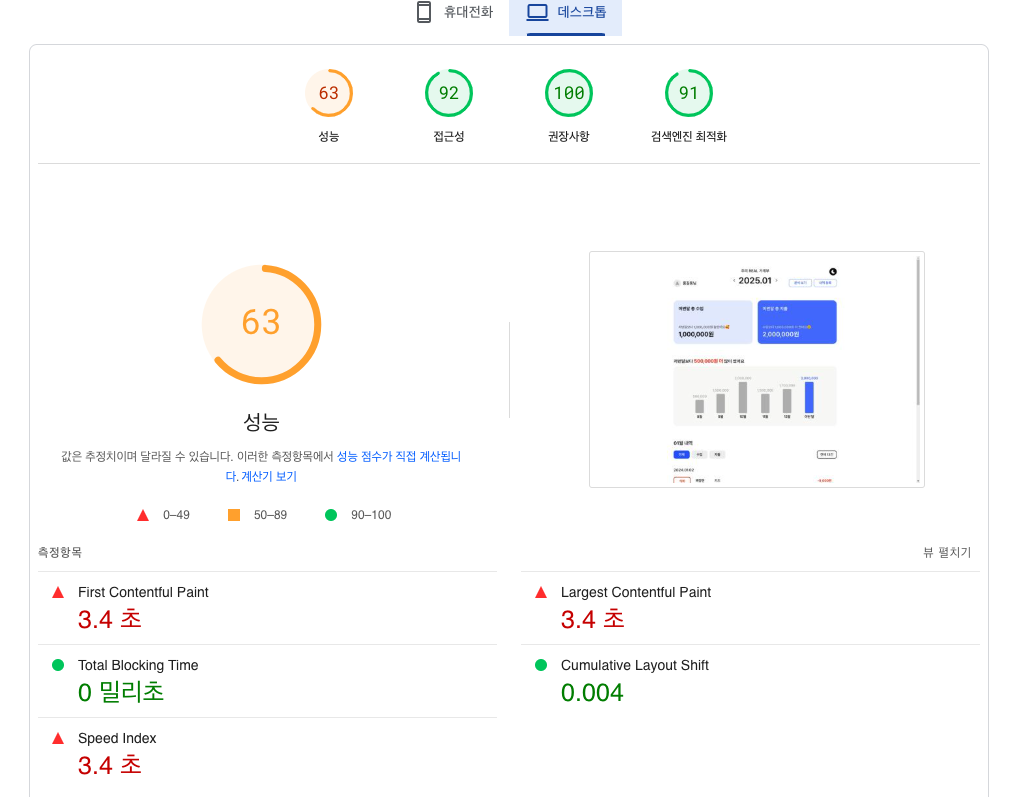 휴대전화
데스크톱
63
92
100
91
성능
접근성
권장사항
검색엔진 최적화
63
성능
값은 추정치이며 달라질 수 있습니다. 이러한 측정항목에서 성능 점수가 직접 계산됩니
다. 계산기 보기
0–49
50–89
90–100
2025.01
1,000,000원
2,000,000원
측정항목
뷰 펼치기
First Contentful Paint
3.4 초
Largest Contentful Paint
3.4 초
Total Blocking Time
0 밀리초
Cumulative Layout Shift
0.004
Speed Index
3.4 초